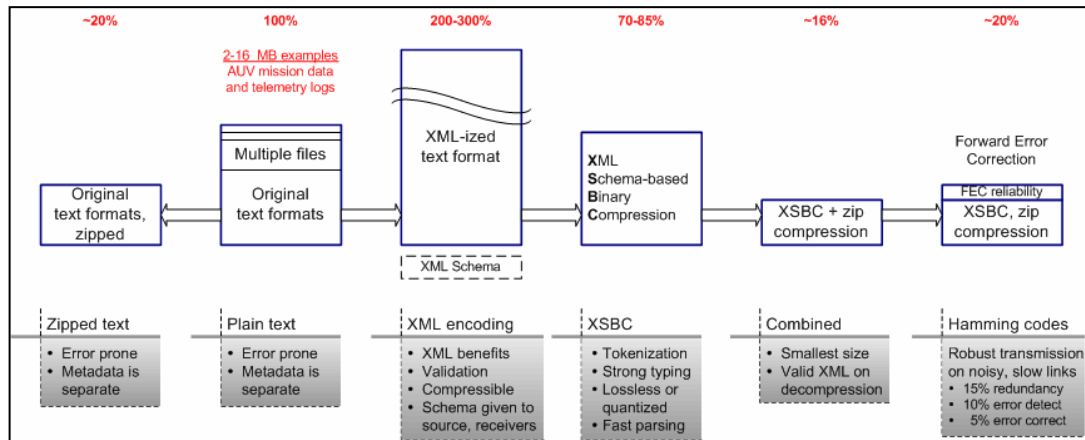 ~20%
100%
200-300%
70-85%
~16%
~20%
2-16 MB examples
AUV mission data
and telemetry logs
Original
text formats,
zipped
Multiple files
Original
text formats
XML-ized
text format
XML Schema
XML
Schema-based
Binary
Compression
XSBC + zip
compression
Forward Error
Correction
FEC reliability
XSBC, zip
compression
Zipped text
• Error prone
• Metadata is
separate
Plain text
• Error prone
• Metadata is
separate
XML encoding
• XML benefits
• Validation
• Compressible
• Schema given to
source, receivers
XSBC
• Tokenization
• Strong typing
• Lossless or
quantized
• Fast parsing
Combined
• Smallest size
• Valid XML on
decompression
Hamming codes
Robust transmission
on noisy, slow links
• 15% redundancy
• 10% error detect
• 5% error correct